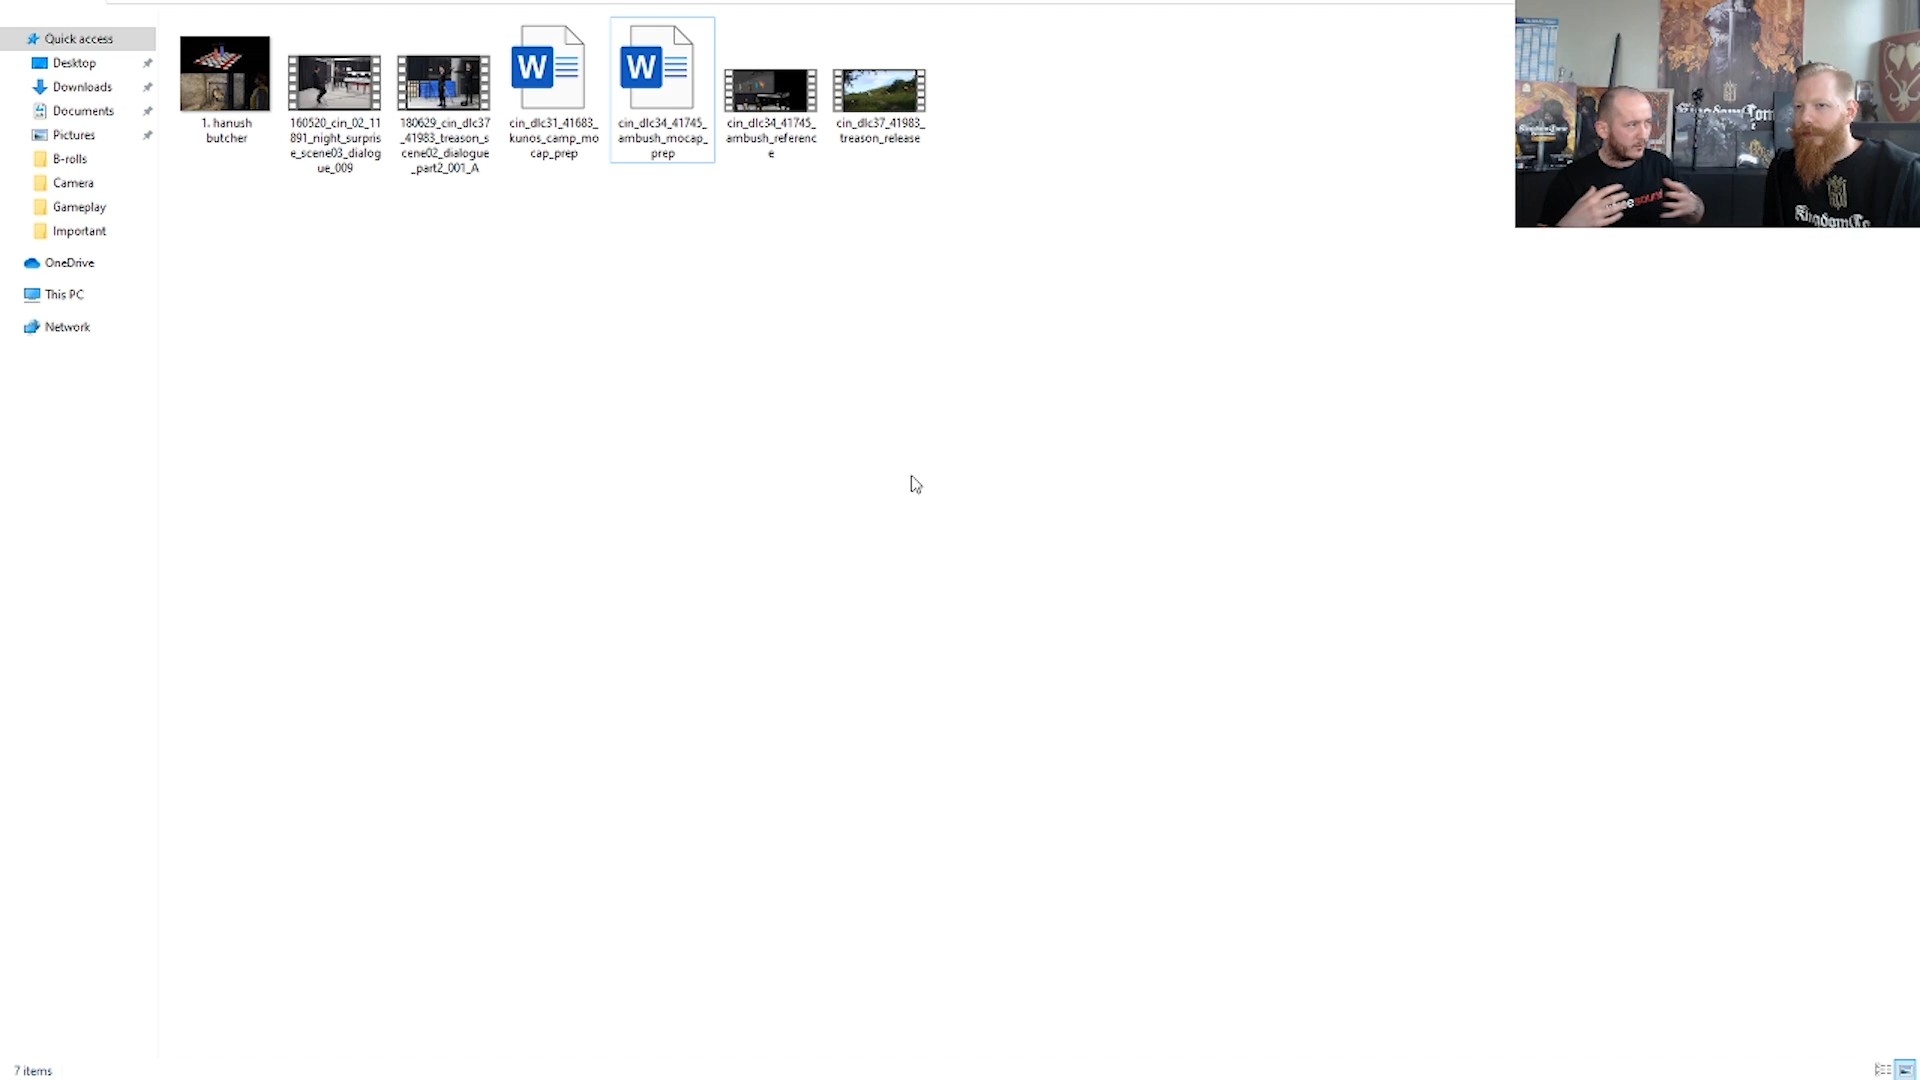 Quick access
Desktop
Downloads
Documents
Pictures
B-rolls
Camera
Gameplay
Important
OneDrive
This PC
Network
1. hanush
butcher
160520_cin_02_11
891_night_surpris
e_scene03_dialog
ue_009
180629_cin_dlc37
_41983_treason_s
cene02_dialogue
_part2_001_A
W
cin_dlc31_41683_
kunos_camp_mo
cap_prep
W
cin_dlc34_41745_
ambush_mocap_
prep
cin_dlc34_41745_
ambush_referenc
e
cin_dlc37_41983_
treason_release
7 items